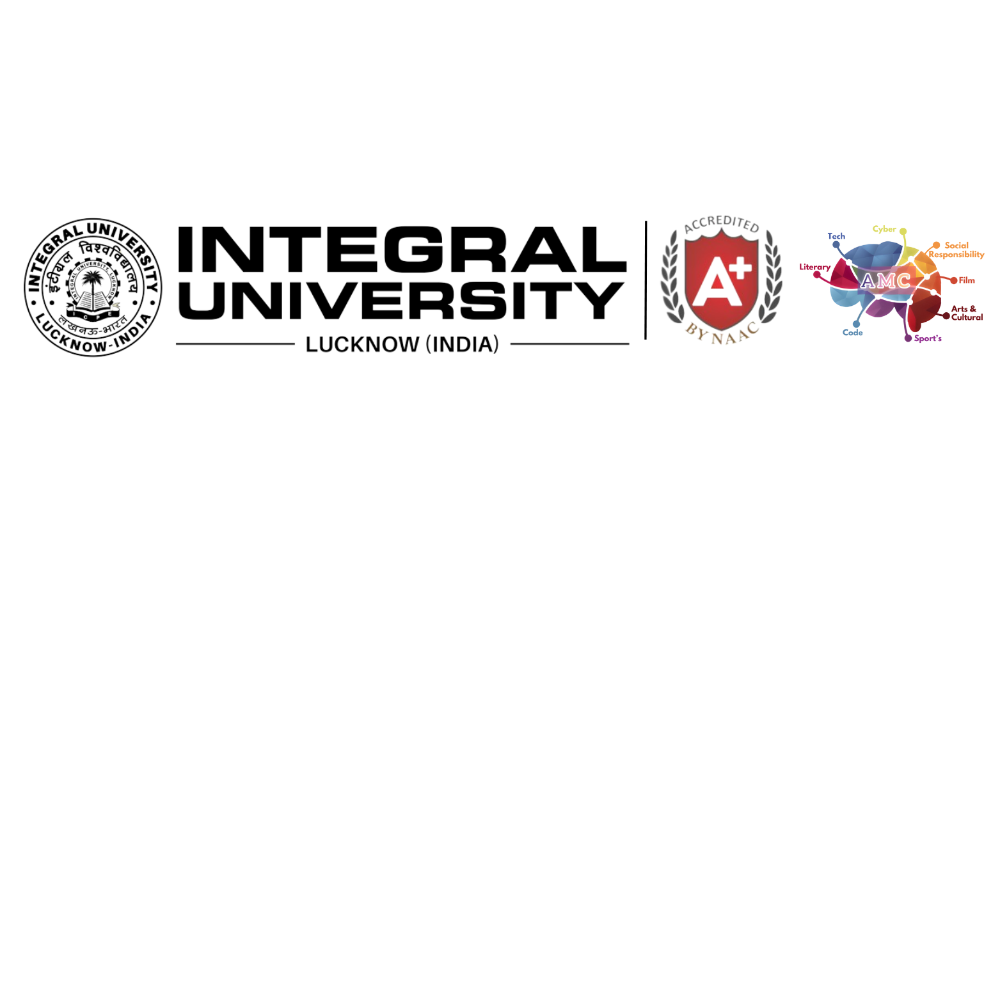 INTEGRAL UNIVERSITY
इंटीग्रल विश्वविद्यालय
INTEGRAL UNIVERSITY, LUCKNOW
I C P E
लखनऊ-भारत
LUCKNOW-INDIA
INTEGRAL
UNIVERSITY
LUCKNOW (INDIA)
ACCREDITED
A+
BY NAAC
Cyber
Tech
Social
Responsibility
Literary
AMC
Film
Arts &
Cultural
Code
Sport's